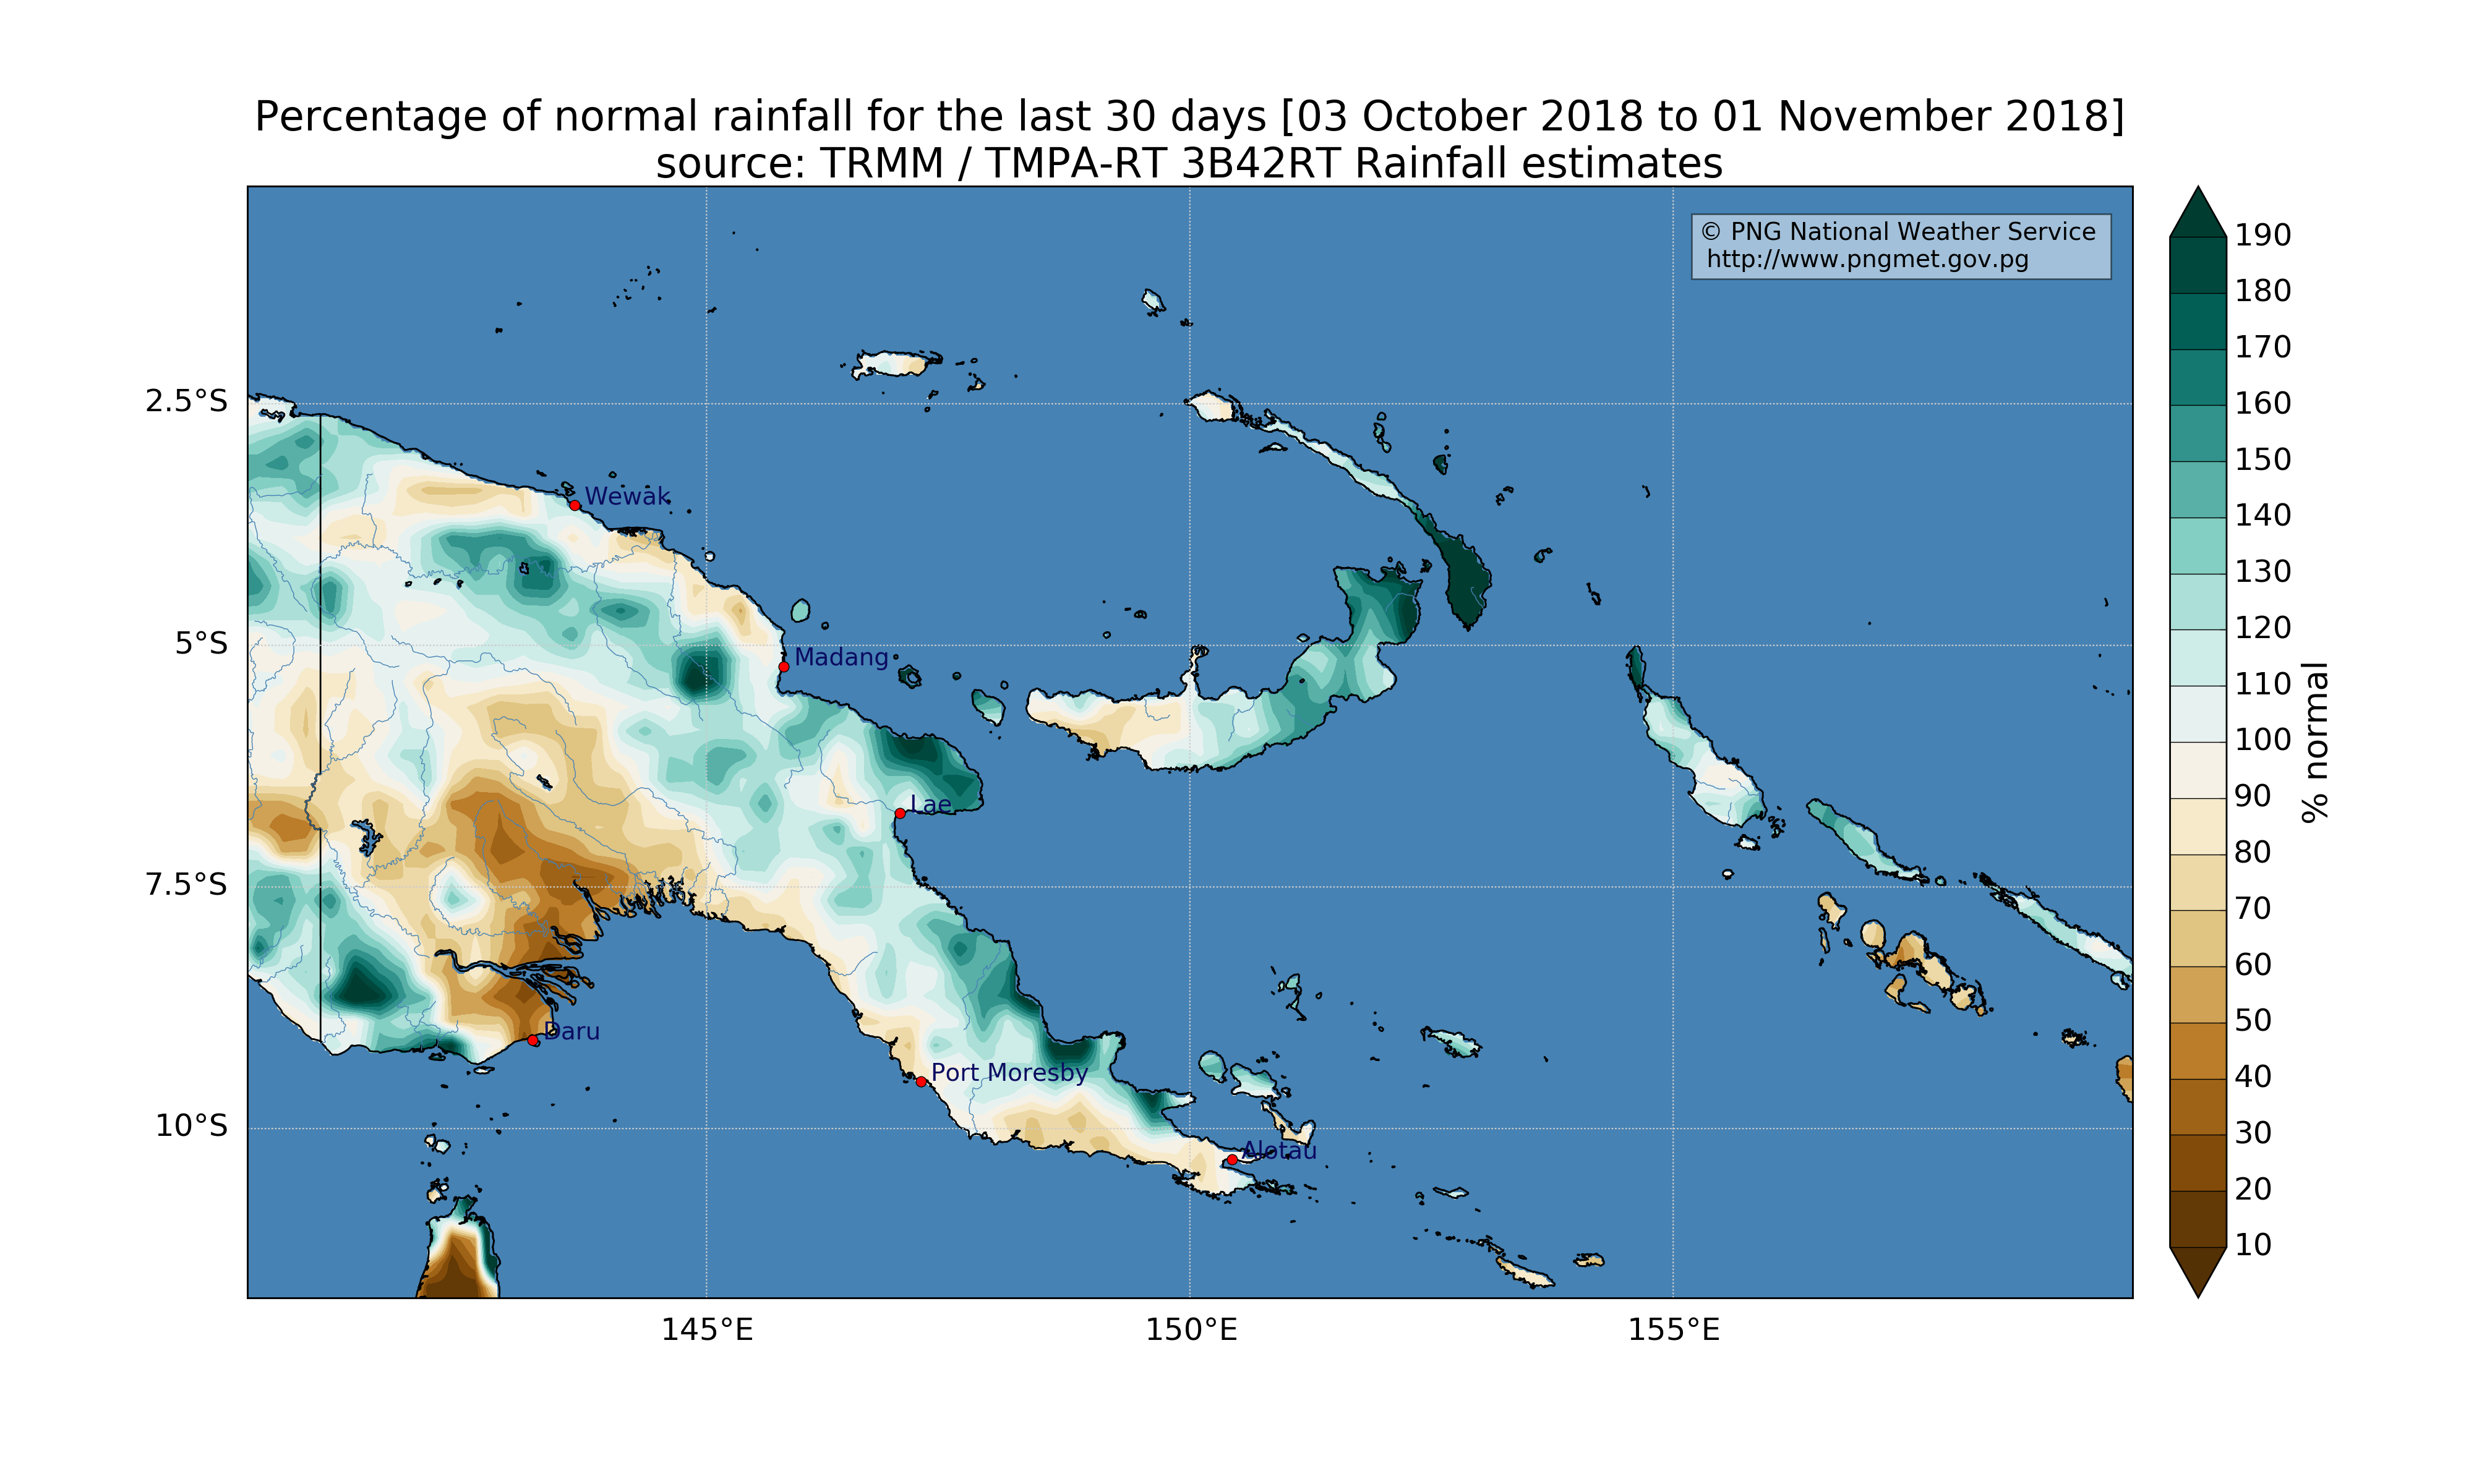 Percentage of normal rainfall for the last 30 days [03 October 2018 to 01 November 2018]
source: TRMM / TMPA-RT 3B42RT Rainfall estimates
© PNG National Weather Service
http://www.pngmet.gov.pg
2.5°S
5°S
7.5°S
10°S
145°E
150°E
155°E
Wewak
Madang
Lae
Daru
Port Moresby
Alotau
190
180
170
160
150
140
130
120
110
100
90
80
70
60
50
40
30
20
10
% normal